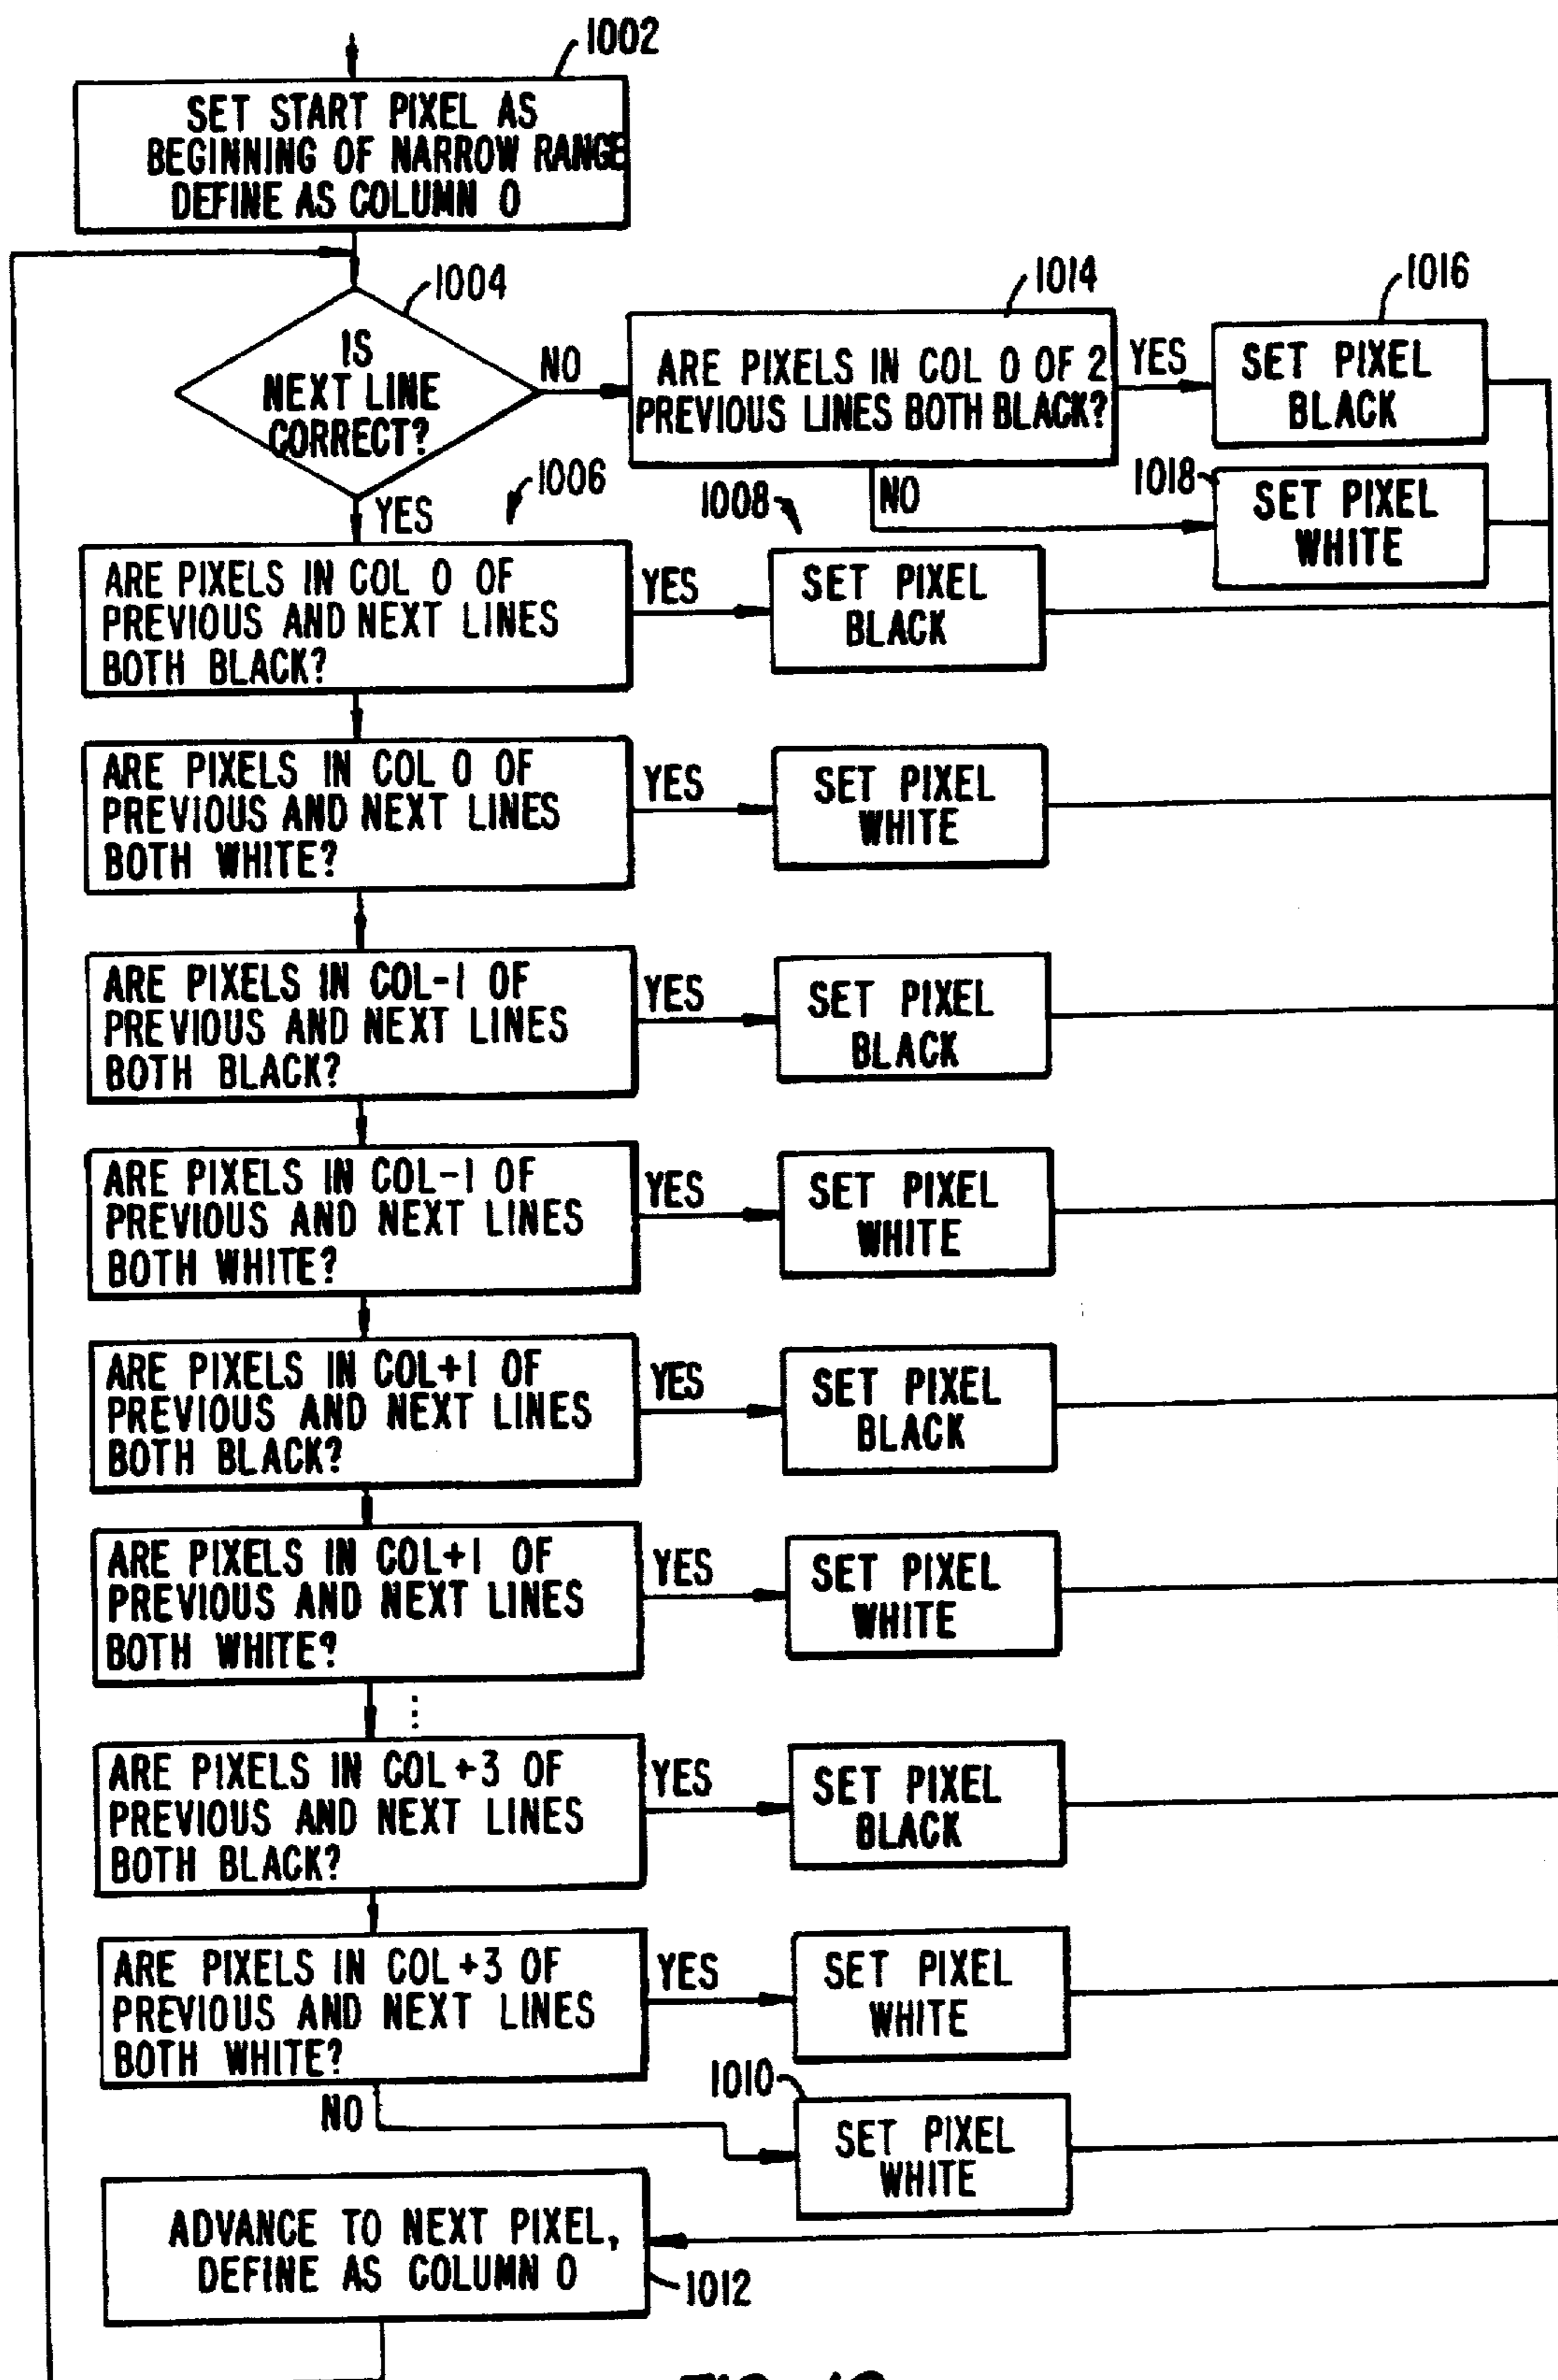 1002
SET START PIXEL AS
BEGINNING OF NARROW RANGE
DEFINE AS COLUMN 0
1004
IS
NEXT LINE
CORRECT?
NO
1014
ARE PIXELS IN COL 0 OF 2
PREVIOUS LINES BOTH BLACK?
YES
1016
SET PIXEL
BLACK
NO
1018
SET PIXEL
WHITE
YES
1006
1008
ARE PIXELS IN COL 0 OF
PREVIOUS AND NEXT LINES
BOTH BLACK?
YES
SET PIXEL
BLACK
ARE PIXELS IN COL 0 OF
PREVIOUS AND NEXT LINES
BOTH WHITE?
YES
SET PIXEL
WHITE
ARE PIXELS IN COL-1 OF
PREVIOUS AND NEXT LINES
BOTH BLACK?
YES
SET PIXEL
BLACK
ARE PIXELS IN COL-1 OF
PREVIOUS AND NEXT LINES
BOTH WHITE?
YES
SET PIXEL
WHITE
ARE PIXELS IN COL+1 OF
PREVIOUS AND NEXT LINES
BOTH BLACK?
YES
SET PIXEL
BLACK
ARE PIXELS IN COL+1 OF
PREVIOUS AND NEXT LINES
BOTH WHITE?
YES
SET PIXEL
WHITE
ARE PIXELS IN COL+3 OF
PREVIOUS AND NEXT LINES
BOTH BLACK?
YES
SET PIXEL
BLACK
ARE PIXELS IN COL+3 OF
PREVIOUS AND NEXT LINES
BOTH WHITE?
YES
SET PIXEL
WHITE
NO
1010
SET PIXEL
WHITE
ADVANCE TO NEXT PIXEL,
DEFINE AS COLUMN 0
1012